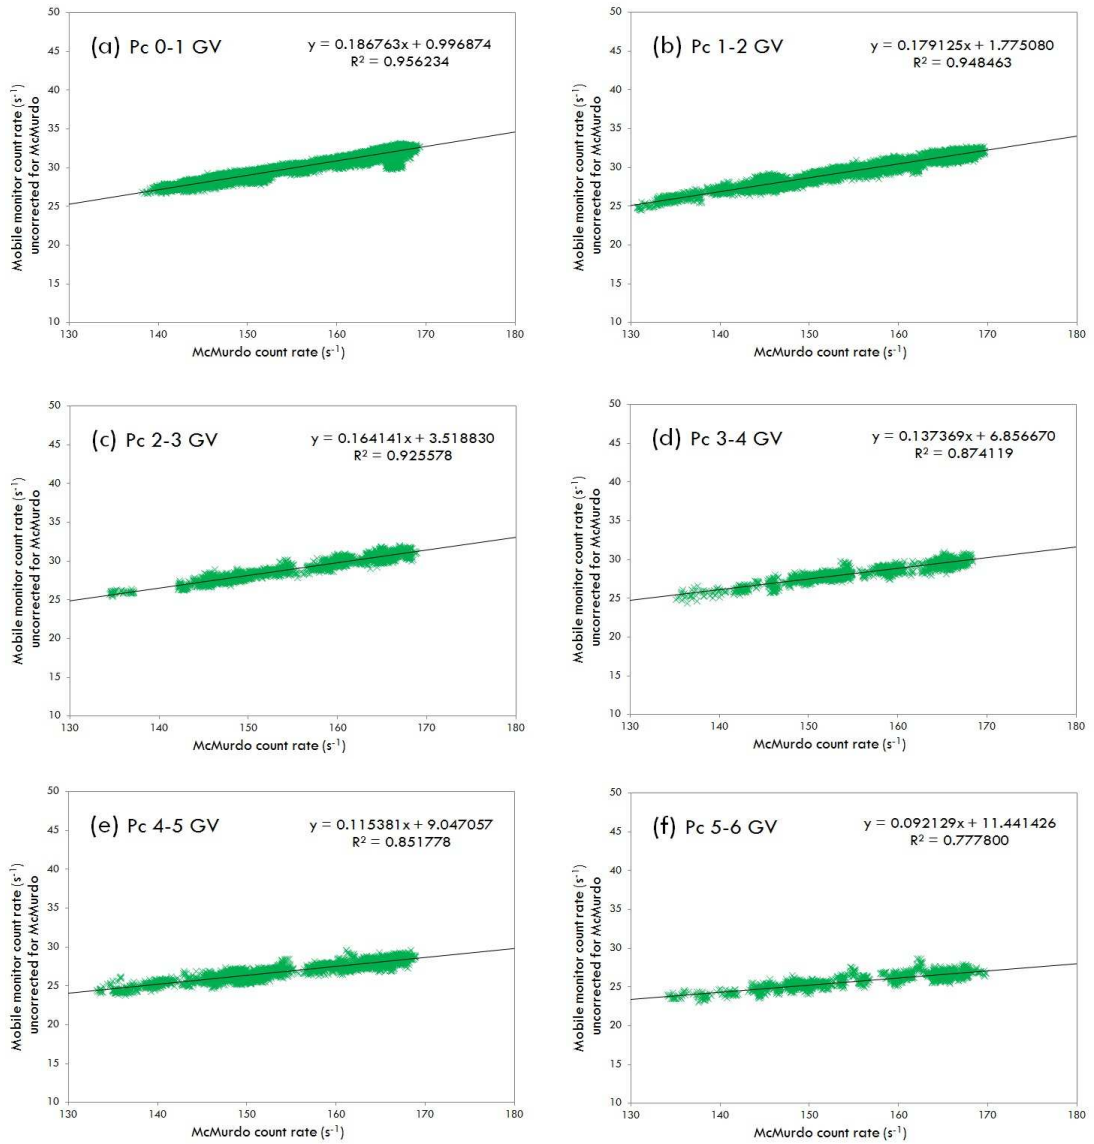 (a) Pc 0-1 GV
y = 0.186763x + 0.996874
R² = 0.956234
Mobile monitor count rate (s⁻¹)
uncorrected for McMurdo
50
45
40
35
30
25
20
15
10
130 140 150 160 170 180
McMurdo count rate (s⁻¹)
(b) Pc 1-2 GV
y = 0.179125x + 1.775080
R² = 0.948463
Mobile monitor count rate (s⁻¹)
uncorrected for McMurdo
50
45
40
35
30
25
20
15
10
130 140 150 160 170 180
McMurdo count rate (s⁻¹)
(c) Pc 2-3 GV
y = 0.164141x + 3.518830
R² = 0.925578
Mobile monitor count rate (s⁻¹)
uncorrected for McMurdo
50
45
40
35
30
25
20
15
10
130 140 150 160 170 180
McMurdo count rate (s⁻¹)
(d) Pc 3-4 GV
y = 0.137369x + 6.856670
R² = 0.874119
Mobile monitor count rate (s⁻¹)
uncorrected for McMurdo
50
45
40
35
30
25
20
15
10
130 140 150 160 170 180
McMurdo count rate (s⁻¹)
(e) Pc 4-5 GV
y = 0.115381x + 9.047057
R² = 0.851778
Mobile monitor count rate (s⁻¹)
uncorrected for McMurdo
50
45
40
35
30
25
20
15
10
130 140 150 160 170 180
McMurdo count rate (s⁻¹)
(f) Pc 5-6 GV
y = 0.092129x + 11.441426
R² = 0.777800
Mobile monitor count rate (s⁻¹)
uncorrected for McMurdo
50
45
40
35
30
25
20
15
10
130 140 150 160 170 180
McMurdo count rate (s⁻¹)